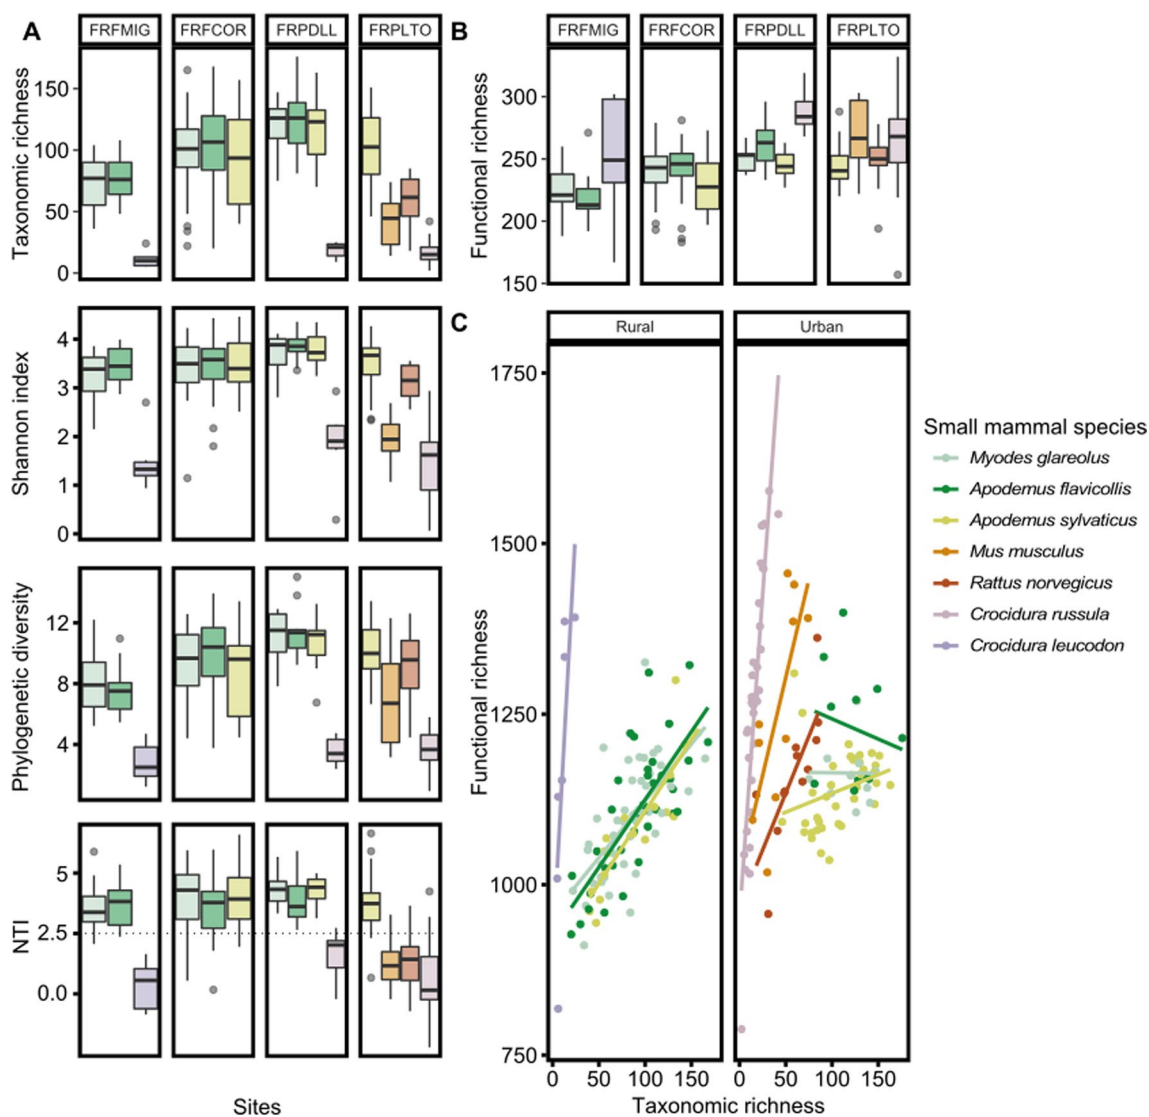 A
FRFMIG FRFCOR FRPDLL FRPLTO
Taxonomic richness
150
100
50
0
Shannon index
4
3
2
1
0
Phylogenetic diversity
12
8
4
NTI
5
2.5
0.0
Sites
B
FRFMIG FRFCOR FRPDLL FRPLTO
Functional richness
300
250
200
150
C
Rural Urban
Functional richness
1750
1500
1250
1000
750
0 50 100 150 0 50 100 150
Taxonomic richness
Small mammal species
Myodes glareolus
Apodemus flavicollis
Apodemus sylvaticus
Mus musculus
Rattus norvegicus
Crocidura russula
Crocidura leucodon